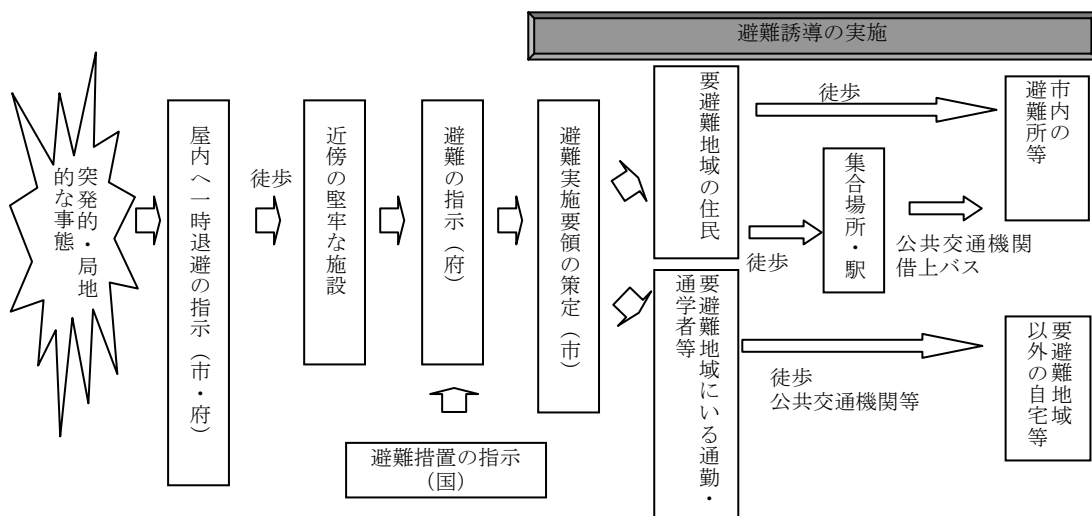 避難誘導の実施
突発的・局地
的な事態
屋内へ一時退避の指示（市・府）
徒歩
近傍の堅牢な施設
避難の指示（府）
避難措置の指示
（国）
避難実施要領の策定（市）
要避難地域の住民
徒歩
市内の
避難所等
徒歩
集合場所・駅
公共交通機関
借上バス
要避難地域にいる通勤・
通学者等
徒歩
公共交通機関等
要避難地域
以外の自宅等